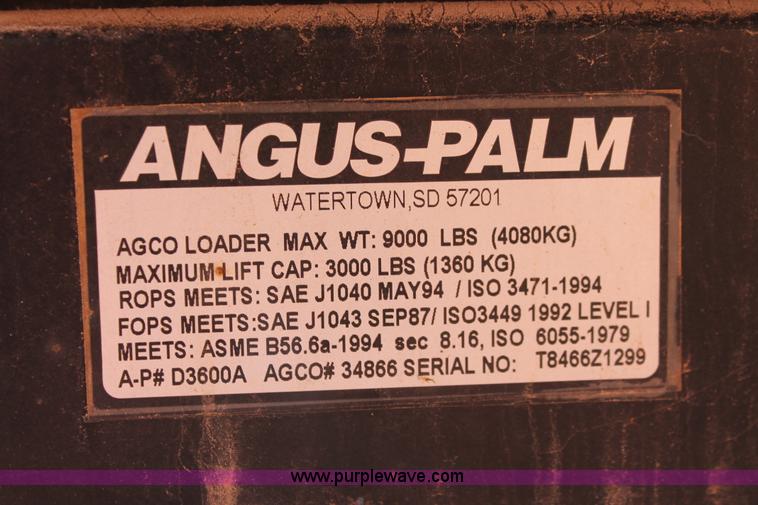 ANGUS-PALM
WATERTOWN,SD 57201
AGCO LOADER MAX WT: 9000 LBS (4080KG)
MAXIMUM LIFT CAP: 3000 LBS (1360 KG)
ROPS MEETS: SAE J1040 MAY94 / ISO 3471-1994
FOPS MEETS:SAE J1043 SEP87/ ISO3449 1992 LEVEL I
MEETS: ASME B56.6a-1994 sec 8.16, ISO 6055-1979
A-P# D3600A AGCO# 34866 SERIAL NO: T8466Z1299
www.purplewave.com